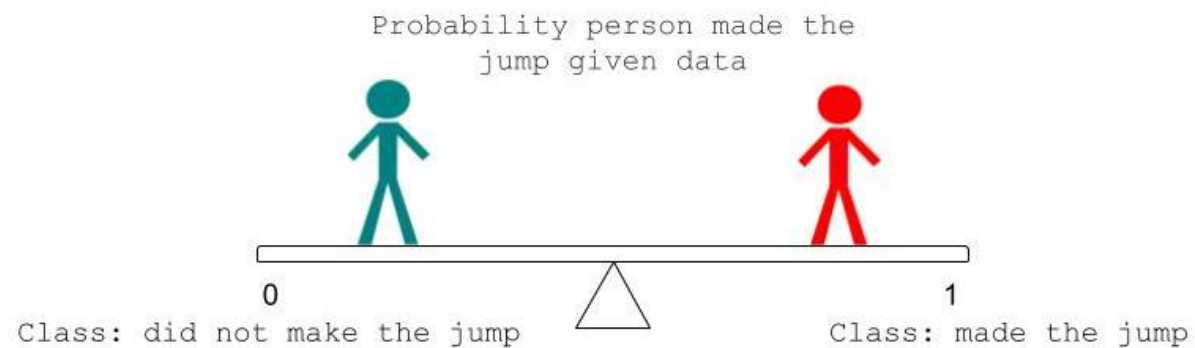 Probability person made the
jump given data
0
1
Class: did not make the jump
Class: made the jump